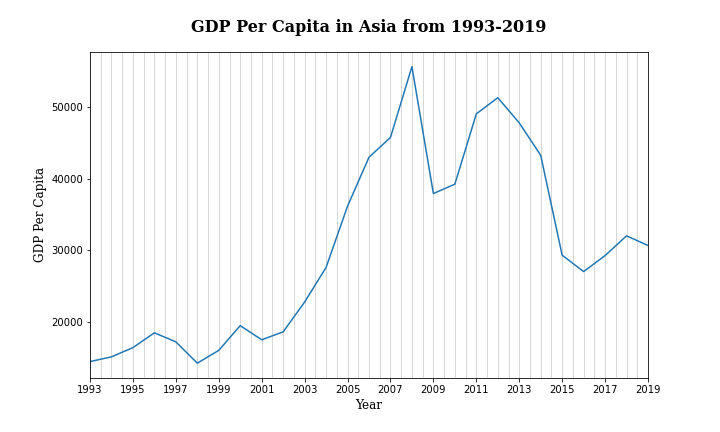 GDP Per Capita in Asia from 1993-2019
50000
40000
30000
20000
GDP Per Capita
1993 1995 1997 1999 2001 2003 2005 2007 2009 2011 2013 2015 2017 2019
Year